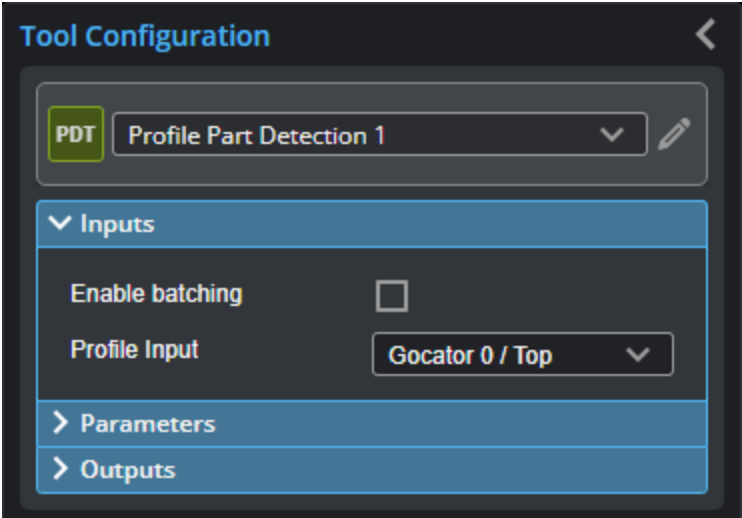 Tool Configuration
PDT Profile Part Detection 1
Inputs
Enable batching
Profile Input Gocator 0 / Top
Parameters
Outputs